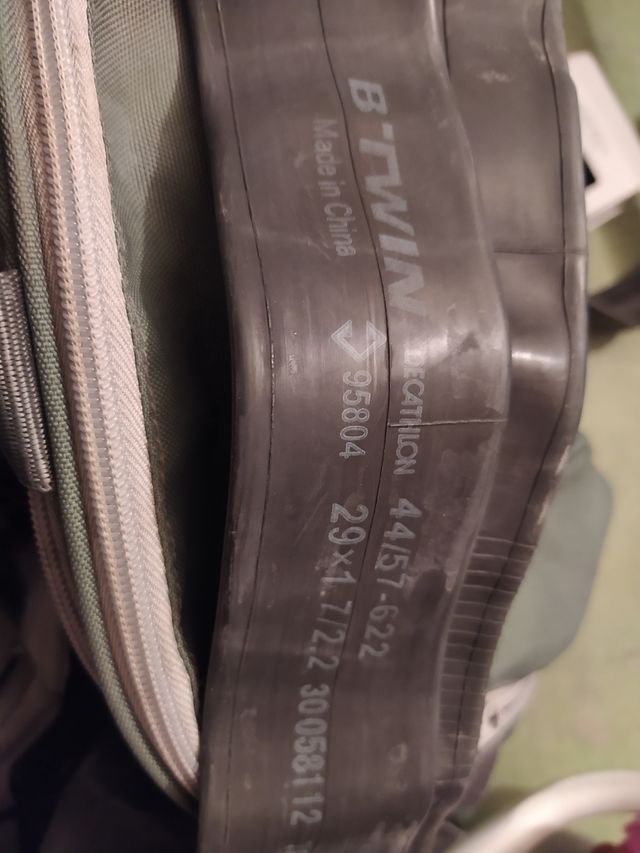 B'TWIN DECATHLON 44/57-622
Made in China 95804 29x1.7/2.2 30058112